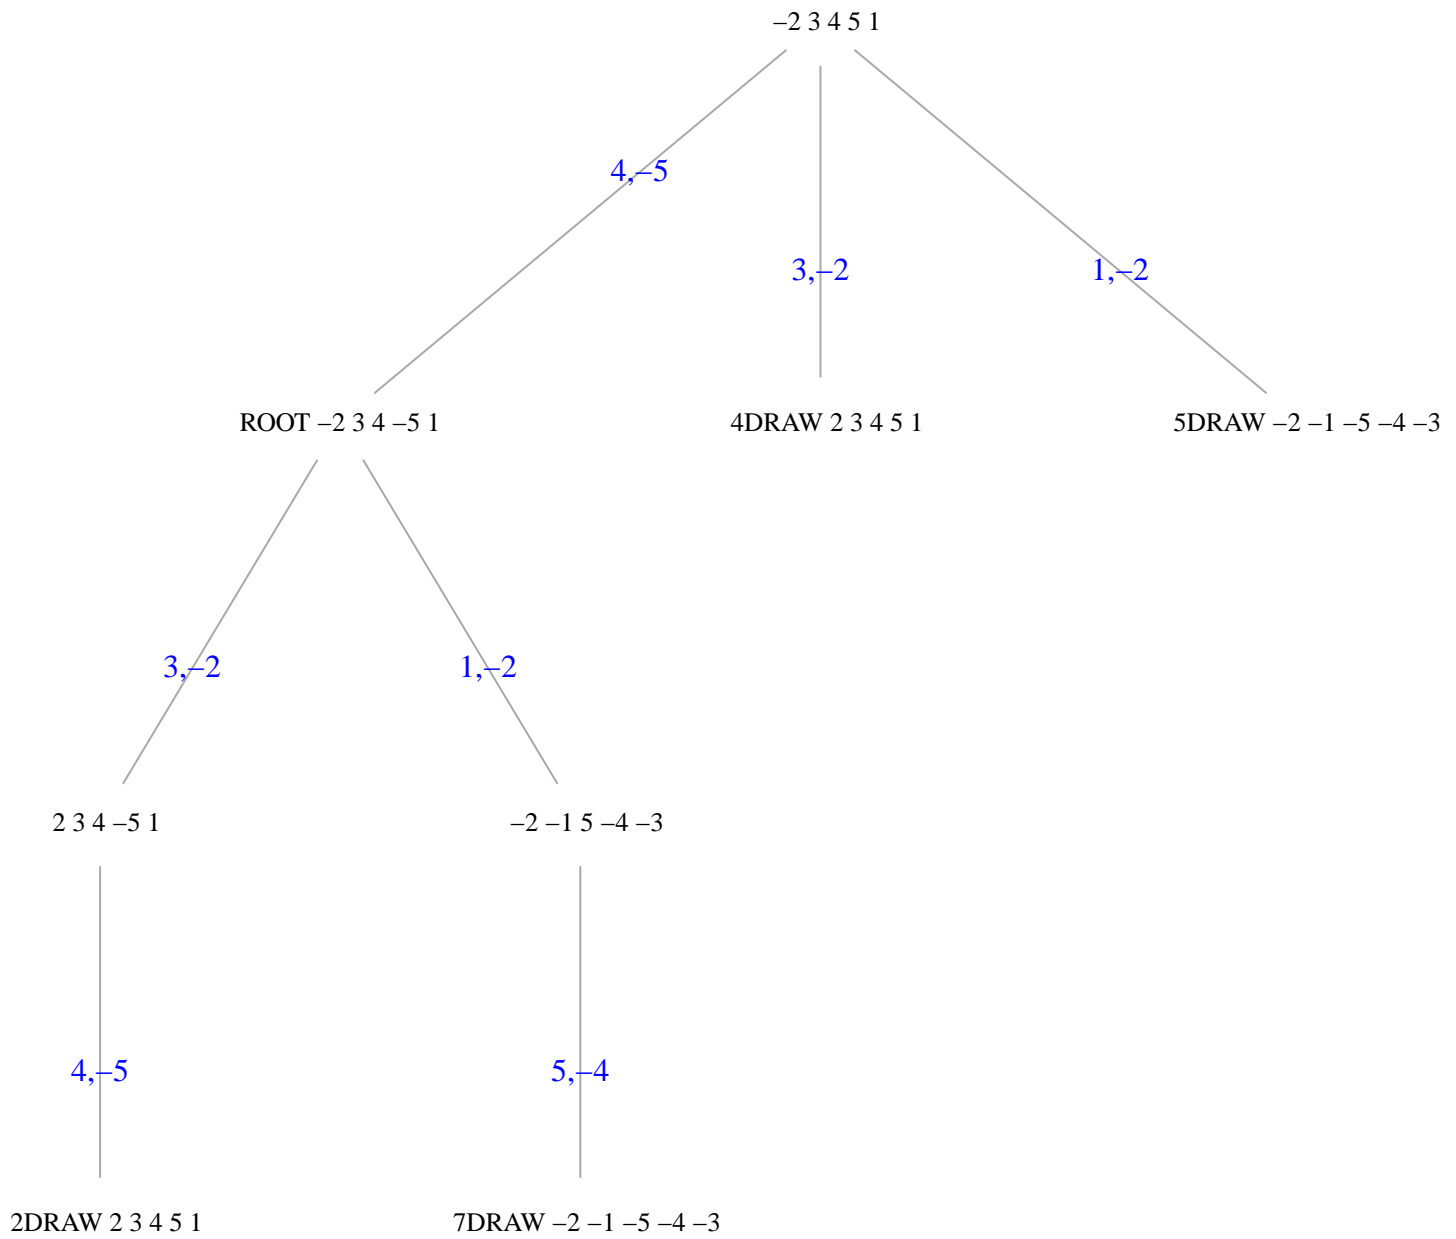 –2 3 4 5 1
4,–5
3,–2
1,–2
ROOT –2 3 4 –5 1
4DRAW 2 3 4 5 1
5DRAW –2 –1 –5 –4 –3
3,–2
1,–2
2 3 4 –5 1
–2 –1 5 –4 –3
4,–5
5,–4
2DRAW 2 3 4 5 1
7DRAW –2 –1 –5 –4 –3